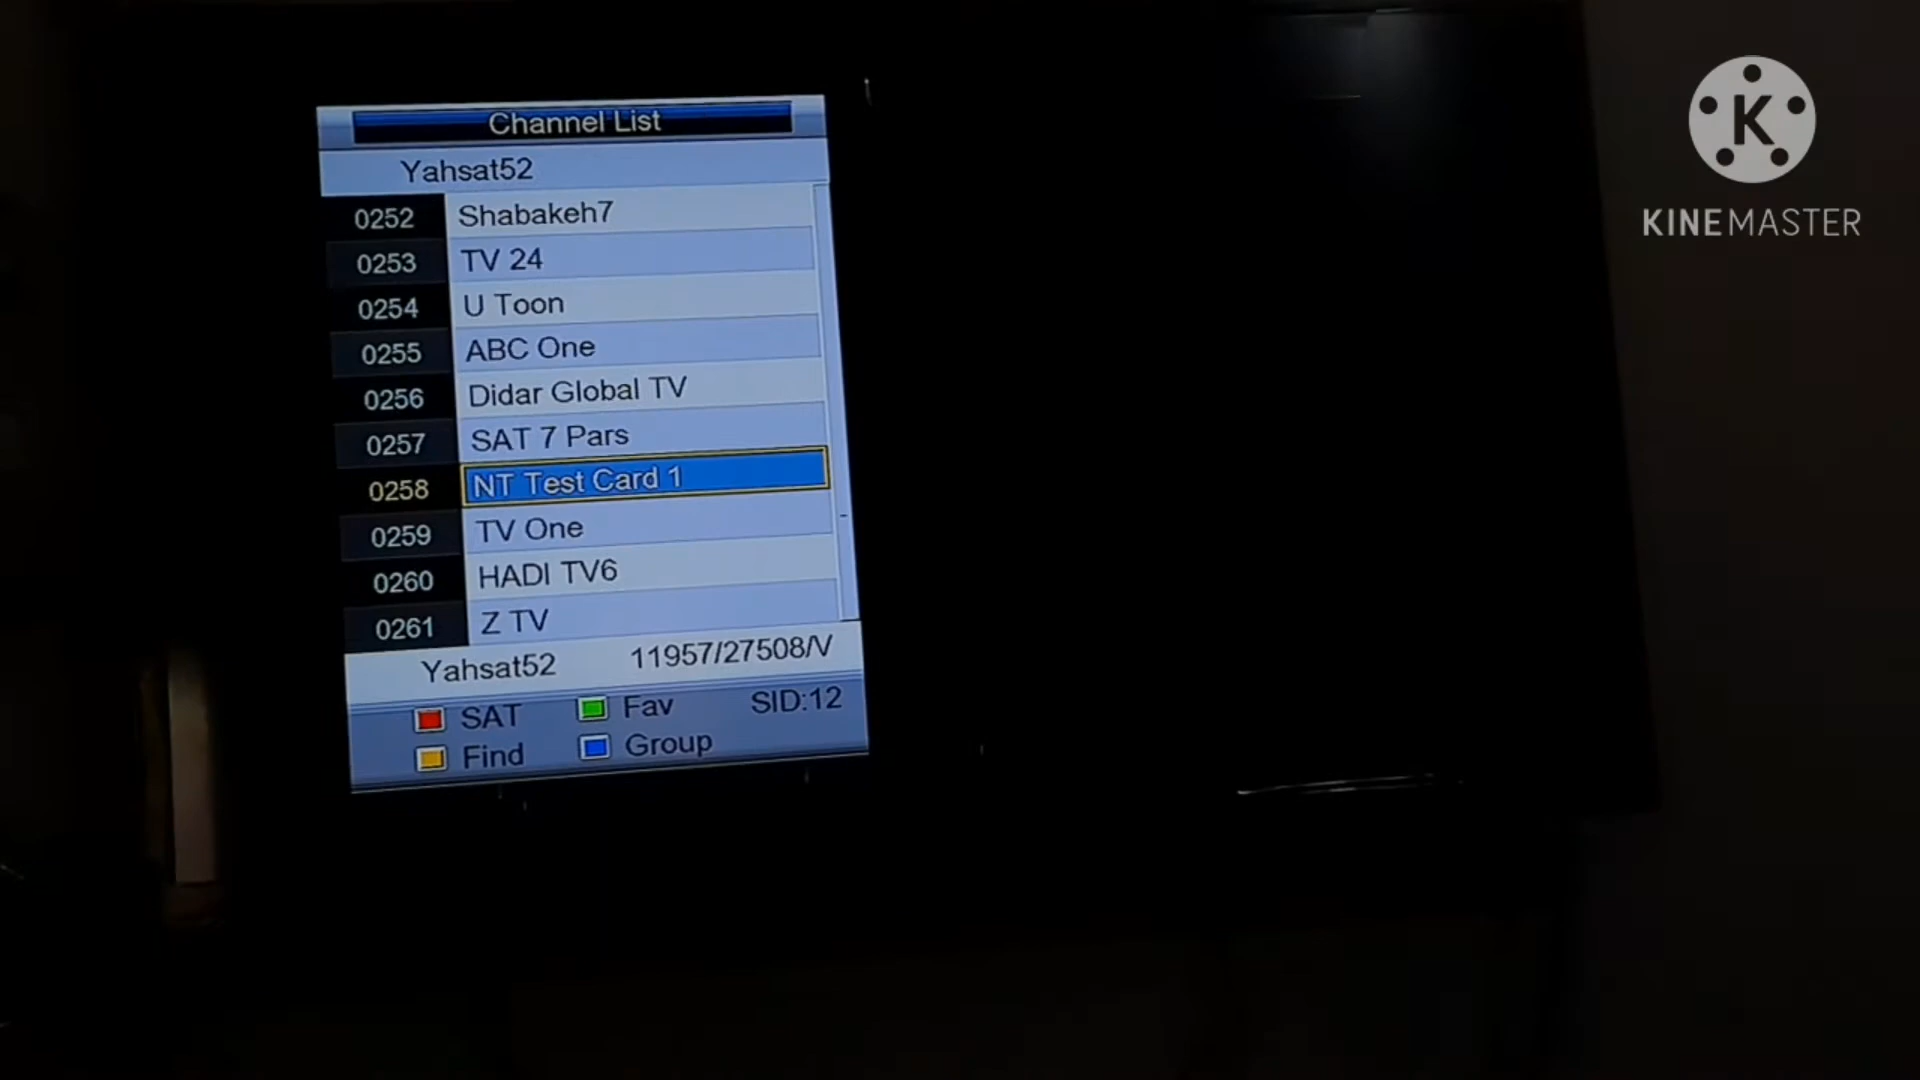 Channel List
Yahsat52
0252 Shabakeh7
0253 TV 24
0254 U Toon
0255 ABC One
0256 Didar Global TV
0257 SAT 7 Pars
0258 NT Test Card 1
0259 TV One
0260 HADI TV6
0261 Z TV
Yahsat52 11957/27508/V
SAT Fav SID:12
Find Group
K
KINEMASTER